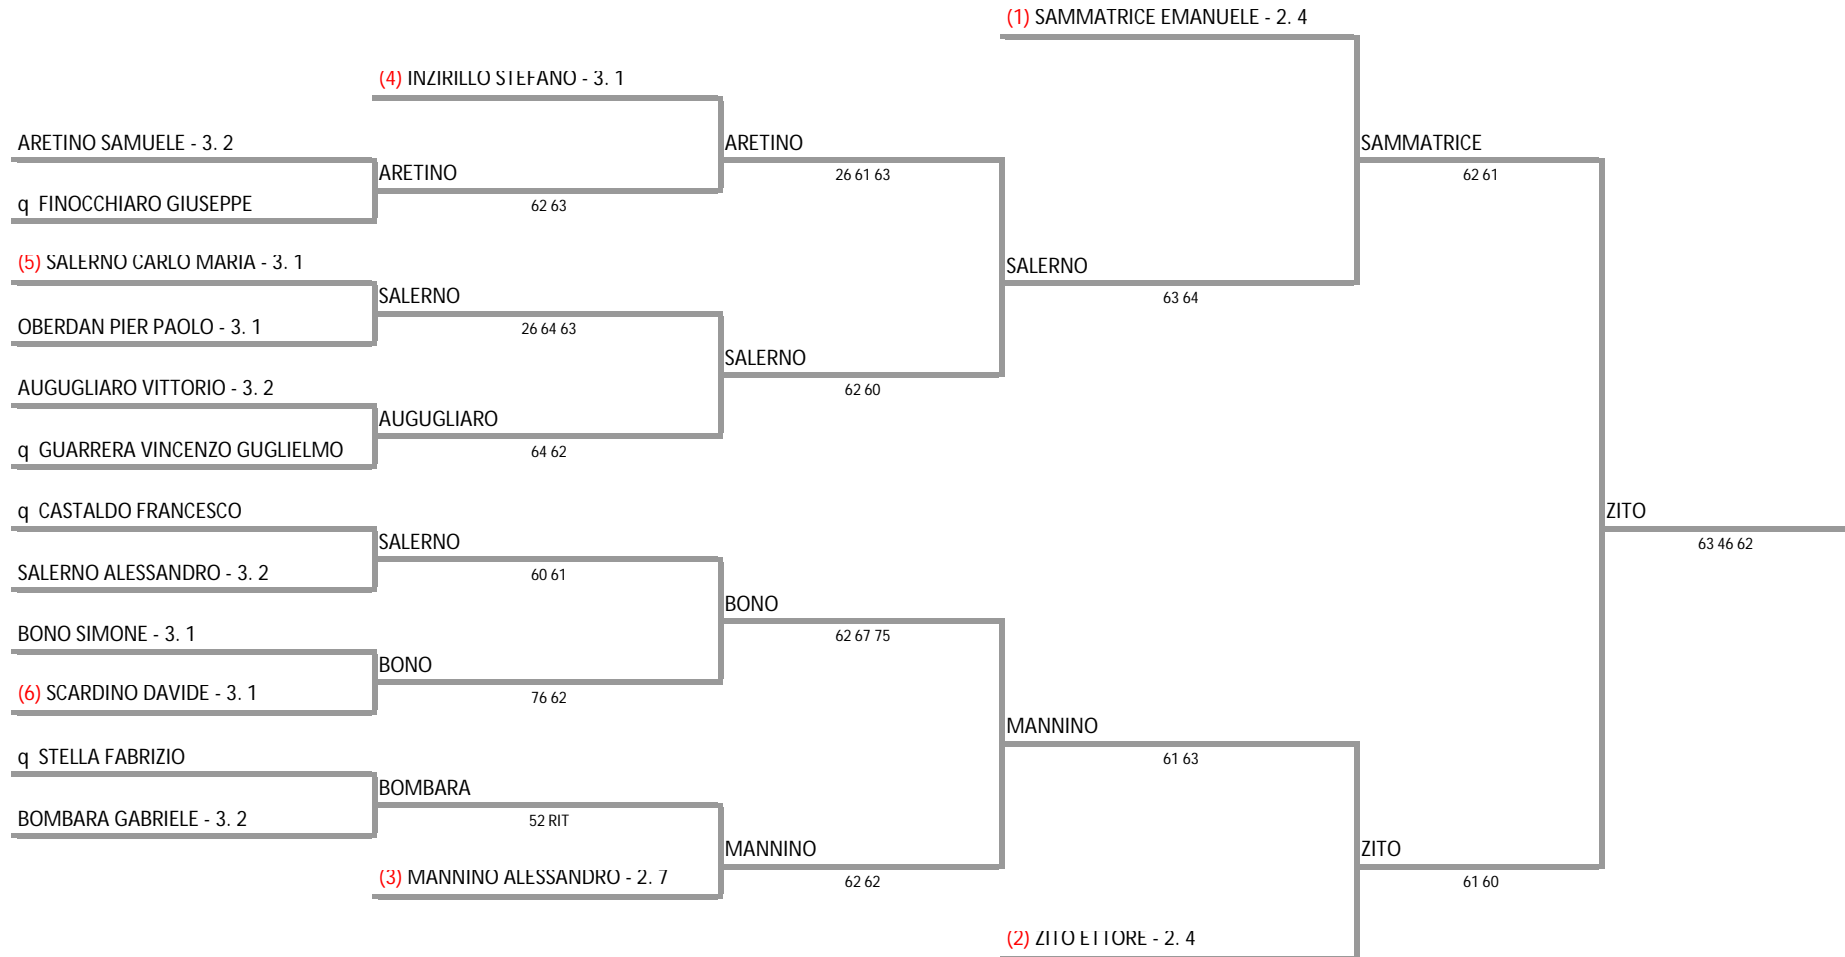 (1) SAMMATRICE EMANUELE - 2. 4
(4) INZIRILLO STEFANO - 3. 1
ARETINO SAMUELE - 3. 2
ARETINO
SAMMATRICE
ARETINO
26 61 63
62 61
q FINOCCHIARO GIUSEPPE
62 63
(5) SALERNO CARLO MARIA - 3. 1
SALERNO
SALERNO
63 64
OBERDAN PIER PAOLO - 3. 1
26 64 63
SALERNO
AUGUGLIARO VITTORIO - 3. 2
62 60
AUGUGLIARO
q GUARRERA VINCENZO GUGLIELMO
64 62
q CASTALDO FRANCESCO
ZITO
SALERNO
63 46 62
SALERNO ALESSANDRO - 3. 2
60 61
BONO
BONO SIMONE - 3. 1
62 67 75
BONO
(6) SCARDINO DAVIDE - 3. 1
76 62
MANNINO
q STELLA FABRIZIO
61 63
BOMBARA
BOMBARA GABRIELE - 3. 2
52 RIT
MANNINO
ZITO
(3) MANNINO ALESSANDRO - 2. 7
62 62
61 60
(2) ZITO ETTORE - 2. 4